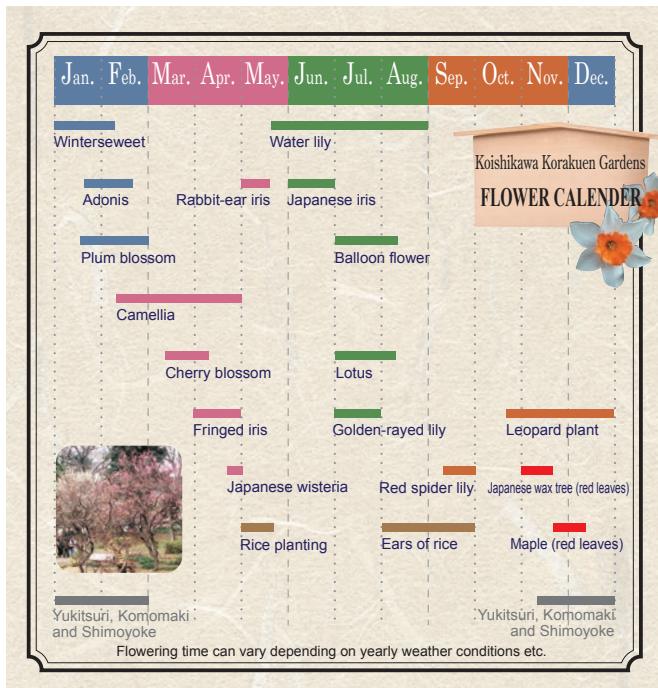 Jan. Feb. Mar. Apr. May. Jun. Jul. Aug. Sep. Oct. Nov. Dec.
Koishikawa Korakuen Gardens
FLOWER CALENDER
Winterseweet
Water lily
Adonis
Rabbit-ear iris
Japanese iris
Plum blossom
Balloon flower
Camellia
Cherry blossom
Lotus
Fringed iris
Golden-rayed lily
Leopard plant
Japanese wisteria
Red spider lily
Japanese wax tree (red leaves)
Rice planting
Ears of rice
Maple (red leaves)
Yukitsuri, Komomaki
and Shimoyoke
Yukitsuri, Komomaki
and Shimoyoke
Flowering time can vary depending on yearly weather conditions etc.